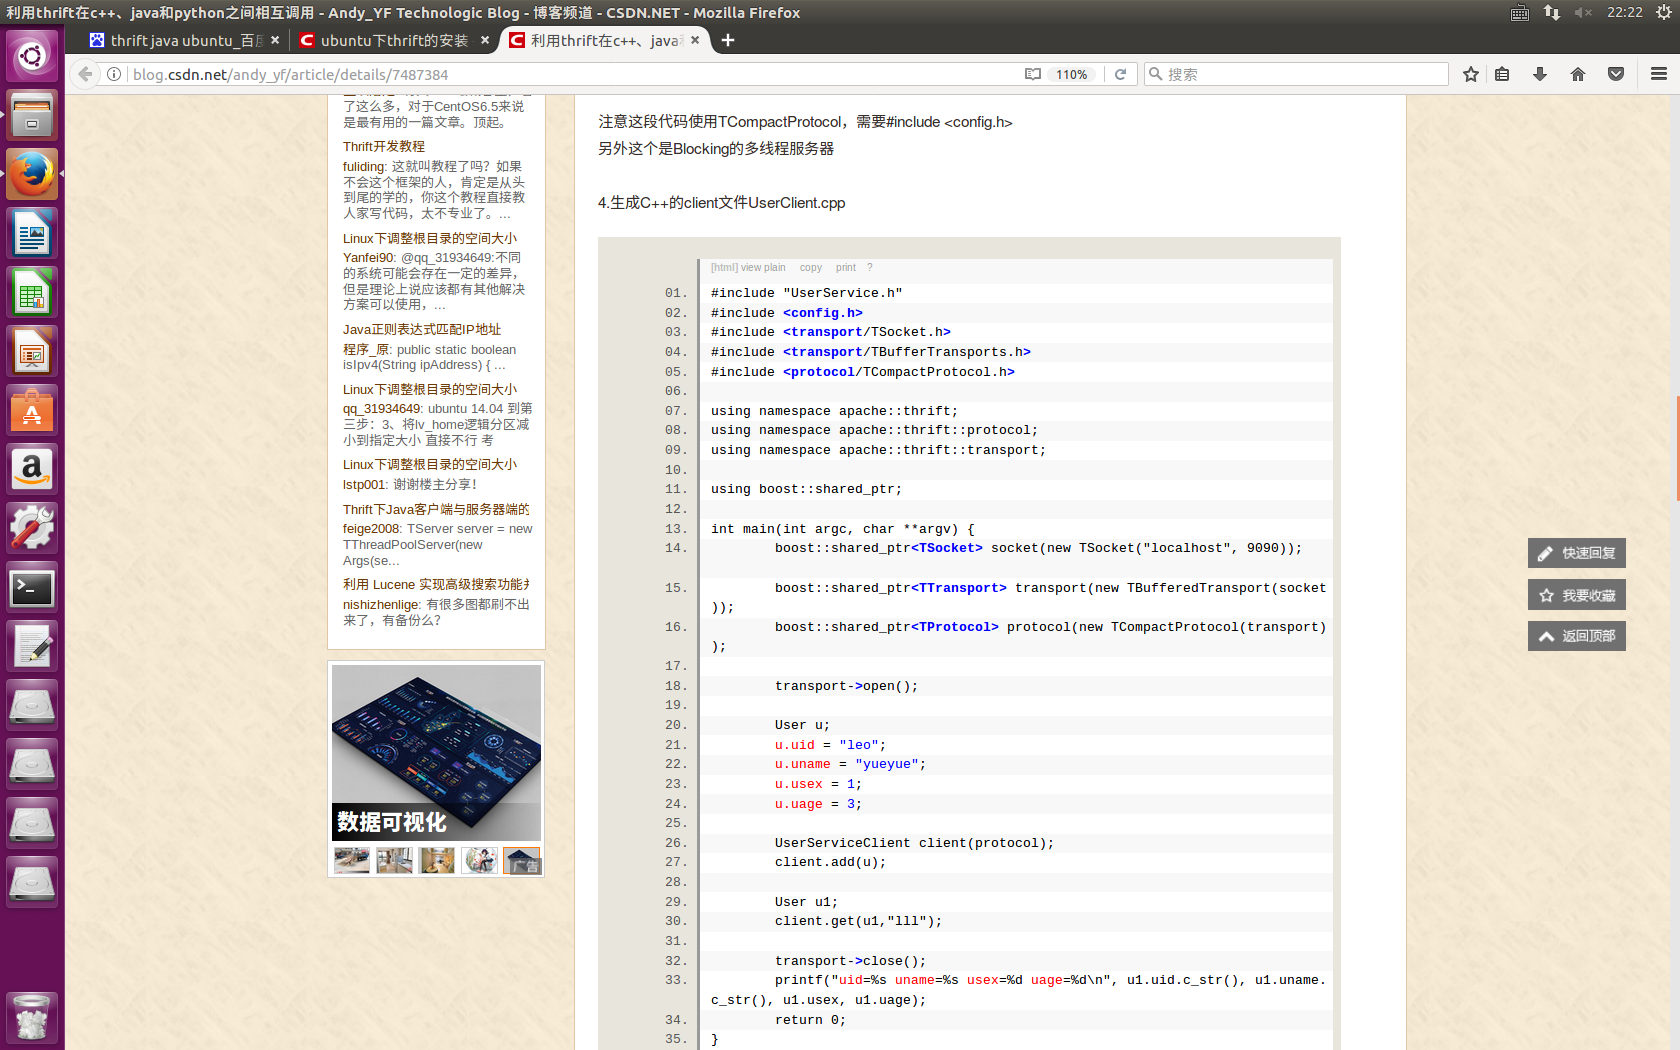 利用thrift在c++、java和python之间相互调用 - Andy_YF Technologic Blog - 博客频道 - CSDN.NET - Mozilla Firefox
22:22
thrift java ubuntu_百
ubuntu下thrift的安装
利用thrift在c++、java
blog.csdn.net/andy_yf/article/details/7487384
110%
搜索
了这么多，对于CentOS6.5来说
是最有用的一篇文章。顶起。
Thrift开发教程
fuliding: 这就叫教程了吗？如果
不会这个框架的人，肯定是从头
到尾的学的，你这个教程直接教
人家写代码，太不专业了。...
Linux下调整根目录的空间大小
Yanfei90: @qq_31934649:不同
的系统可能会存在一定的差异，
但是理论上说应该都有其他解决
方案可以使用，...
Java正则表达式匹配IP地址
程序_原: public static boolean
isIpv4(String ipAddress) { ...
Linux下调整根目录的空间大小
qq_31934649: ubuntu 14.04 到第
三步：3、将lv_home逻辑分区减
小到指定大小 直接不行 考
Linux下调整根目录的空间大小
lstp001: 谢谢楼主分享！
Thrift下Java客户端与服务器端的
feige2008: TServer server = new
TThreadPoolServer(new
Args(se...
利用 Lucene 实现高级搜索功能
nishizhenlige: 有很多图都刷不出
来了，有备份么？
数据可视化
广告
注意这段代码使用TCompactProtocol，需要#include <config.h>
另外这个是Blocking的多线程服务器
4.生成C++的client文件UserClient.cpp
[html] view plain copy print ?
01. #include "UserService.h"
02. #include <config.h>
03. #include <transport/TSocket.h>
04. #include <transport/TBufferTransports.h>
05. #include <protocol/TCompactProtocol.h>
06.
07. using namespace apache::thrift;
08. using namespace apache::thrift::protocol;
09. using namespace apache::thrift::transport;
10.
11. using boost::shared_ptr;
12.
13. int main(int argc, char **argv) {
14. boost::shared_ptr<TSocket> socket(new TSocket("localhost", 9090));
15. boost::shared_ptr<TTransport> transport(new TBufferedTransport(socket
));
16. boost::shared_ptr<TProtocol> protocol(new TCompactProtocol(transport)
);
17.
18. transport->open();
19.
20. User u;
21. u.uid = "leo";
22. u.uname = "yueyue";
23. u.usex = 1;
24. u.uage = 3;
25.
26. UserServiceClient client(protocol);
27. client.add(u);
28.
29. User u1;
30. client.get(u1,"lll");
31.
32. transport->close();
33. printf("uid=%s uname=%s usex=%d uage=%d\n", u1.uid.c_str(), u1.uname.
c_str(), u1.usex, u1.uage);
34. return 0;
35. }
快速回复
我要收藏
返回顶部